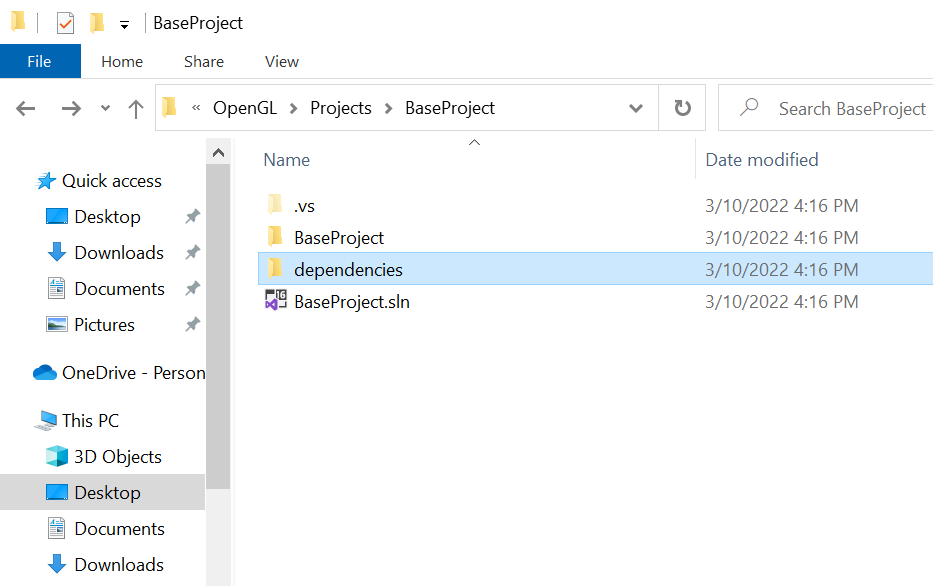 BaseProject
File Home Share View
« OpenGL > Projects > BaseProject Search BaseProject
Name Date modified
Quick access
Desktop
Downloads
Documents
Pictures
OneDrive - Person
This PC
3D Objects
Desktop
Documents
Downloads
.vs 3/10/2022 4:16 PM
BaseProject 3/10/2022 4:16 PM
dependencies 3/10/2022 4:16 PM
BaseProject.sln 3/10/2022 4:16 PM